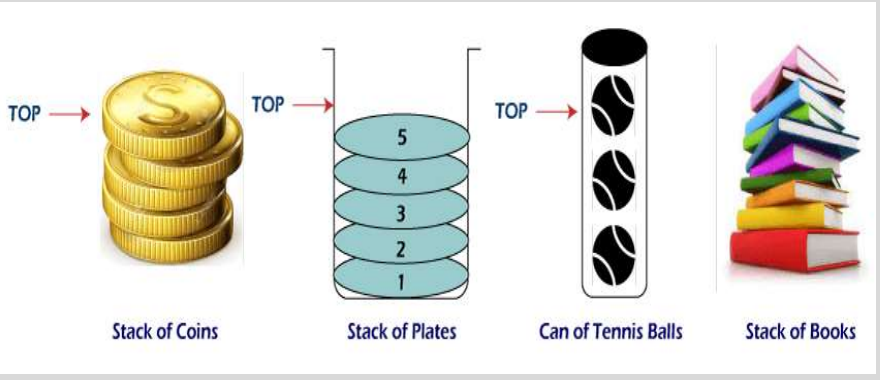 TOP
TOP
TOP
S
5
4
3
2
1
Stack of Coins
Stack of Plates
Can of Tennis Balls
Stack of Books